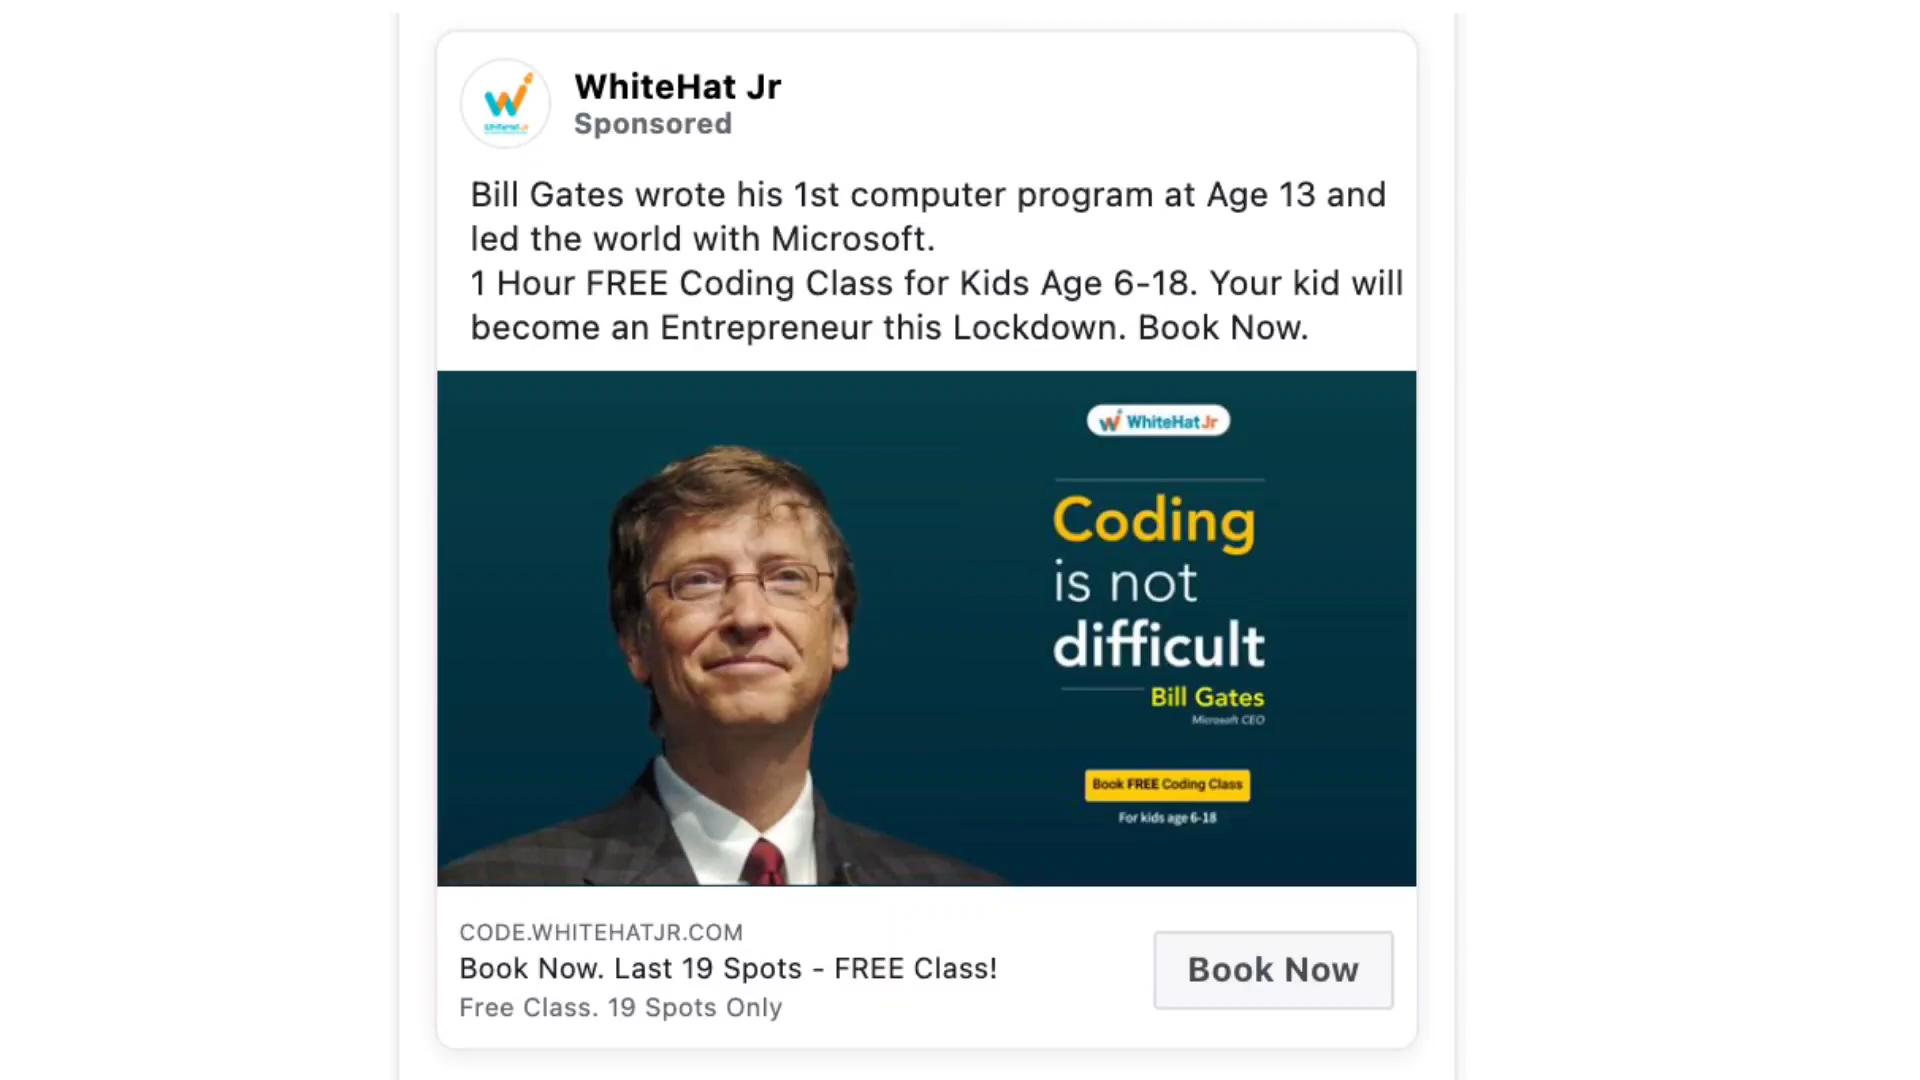 WhiteHat Jr
WhiteHat Jr
Sponsored
Bill Gates wrote his 1st computer program at Age 13 and
led the world with Microsoft.
1 Hour FREE Coding Class for Kids Age 6-18. Your kid will
become an Entrepreneur this Lockdown. Book Now.
WhiteHat Jr
Coding
is not
difficult
Bill Gates
Microsoft CEO
Book FREE Coding Class
For kids age 6-18
CODE.WHITEHATJR.COM
Book Now. Last 19 Spots - FREE Class!
Free Class. 19 Spots Only
Book Now